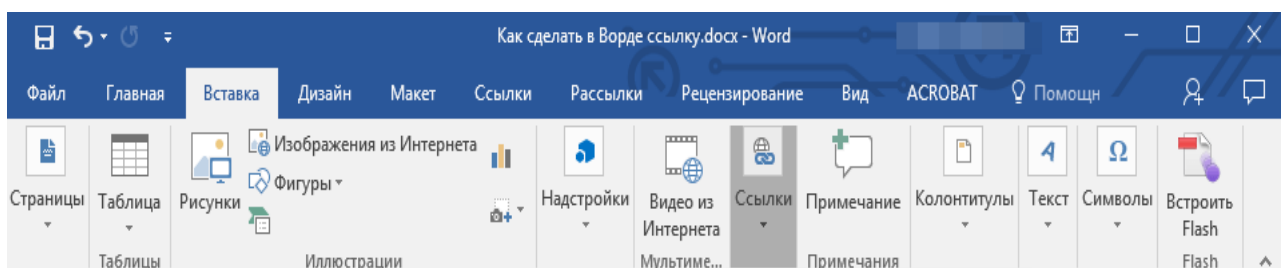 Как сделать в Ворде ссылку.docx - Word
Файл Главная Вставка Дизайн Макет Ссылки Рассылки Рецензирование Вид ACROBAT Помощн
Страницы Таблица Рисунки Изображения из Интернета Фигуры Надстройки Видео из Интернета Ссылки Примечание Колонтитулы Текст Символы Встроить Flash
Таблицы Иллюстрации Мультиме... Примечания Flash